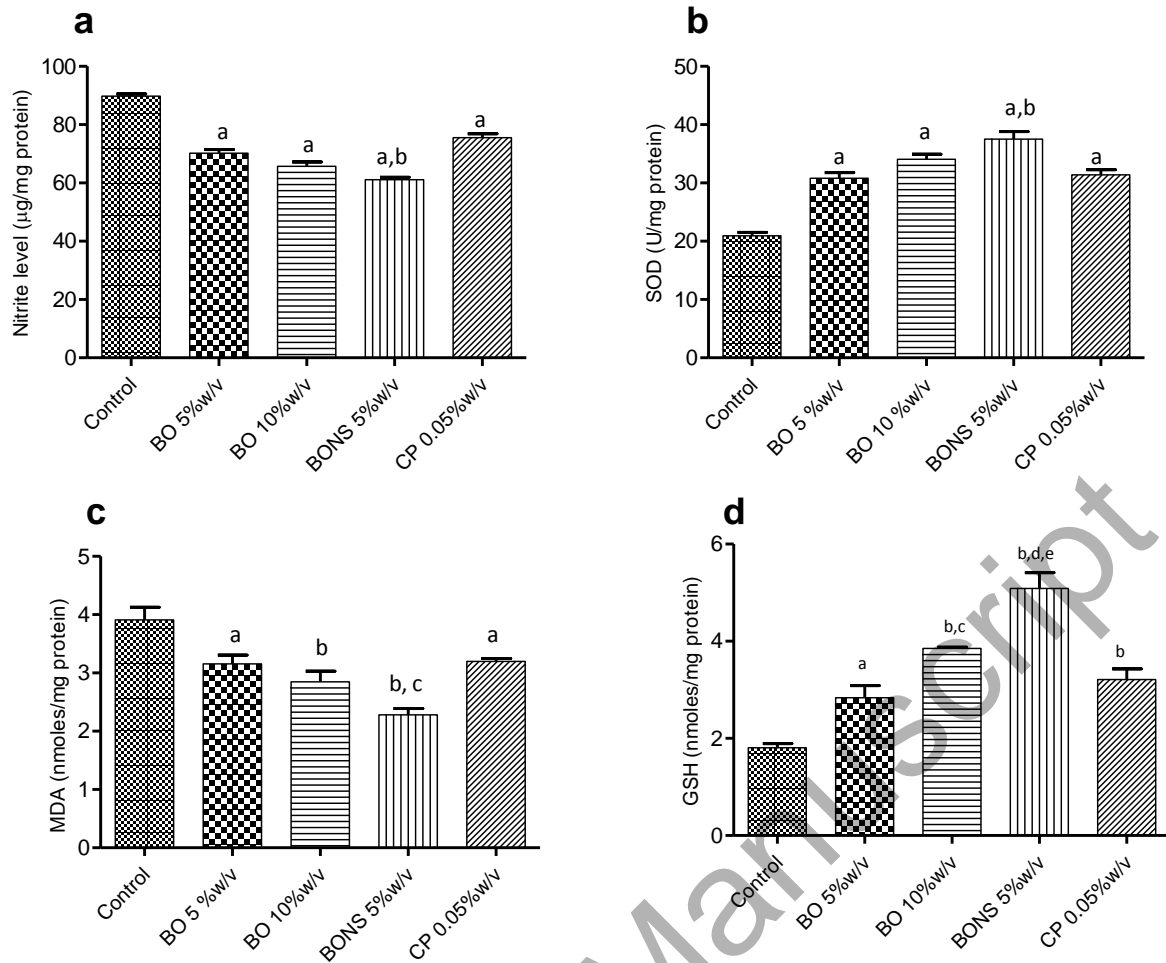 a
Nitrite level (µg/mg protein)
100
80
60
40
20
0
a
a
a,b
a
Control
BO 5%w/v
BO 10%w/v
BONS 5%w/v
CP 0.05%w/v
b
SOD (U/mg protein)
50
40
30
20
10
0
a
a
a,b
a
Control
BO 5 %w/v
BO 10 %w/v
BONS 5%w/v
CP 0.05%w/v
c
MDA (nmoles/mg protein)
5
4
3
2
1
0
a
b
b, c
a
Control
BO 5 %w/v
BO 10%w/v
BONS 5%w/v
CP 0.05%w/v
d
GSH (nmoles/mg protein)
6
4
2
0
a
b,c
b,d,e
b
Control
BO 5%w/v
BO 10%w/v
BONS 5%w/v
CP 0.05%w/v
Manuscript